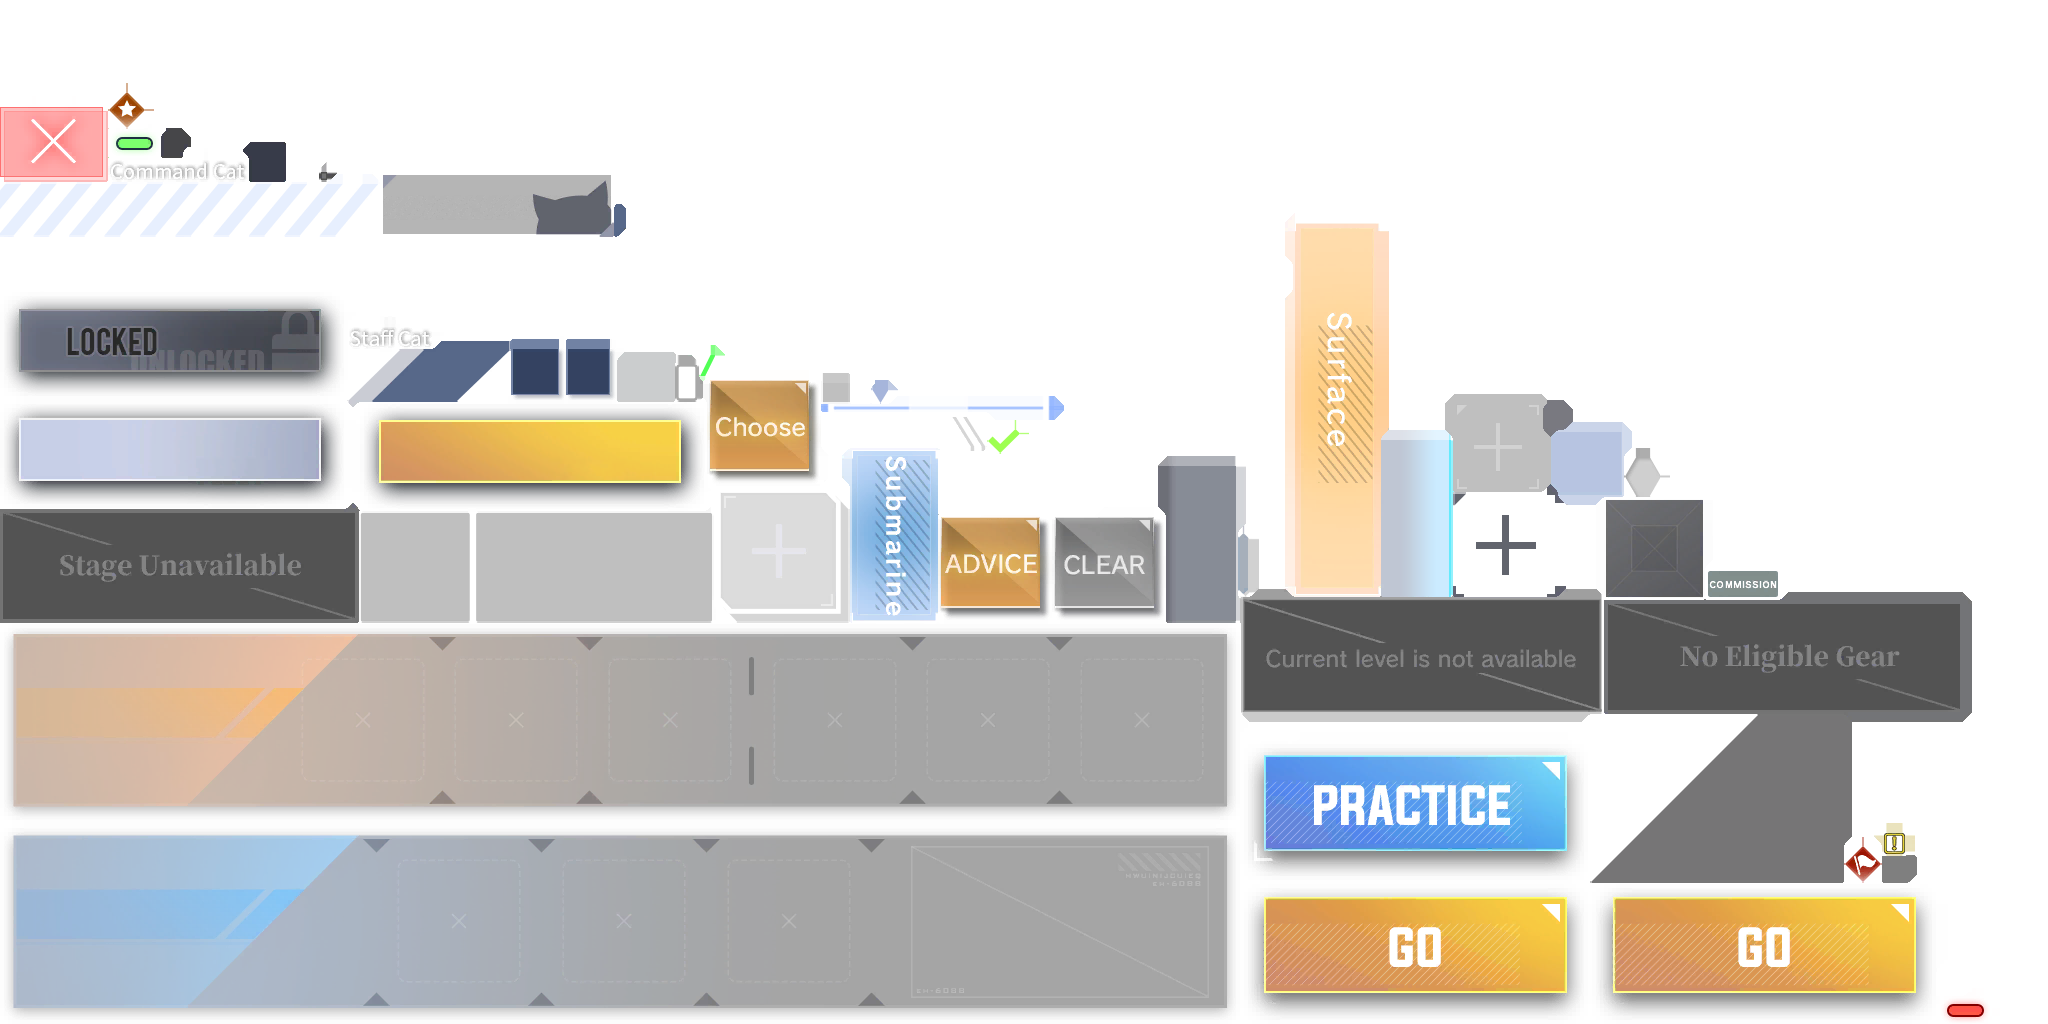 Command Cat
LOCKED
UNLOCKED
Staff Cat
Choose
Surface
Submarine
ADVICE
CLEAR
Stage Unavailable
COMMISSION
Current level is not available
No Eligible Gear
PRACTICE
GO
GO